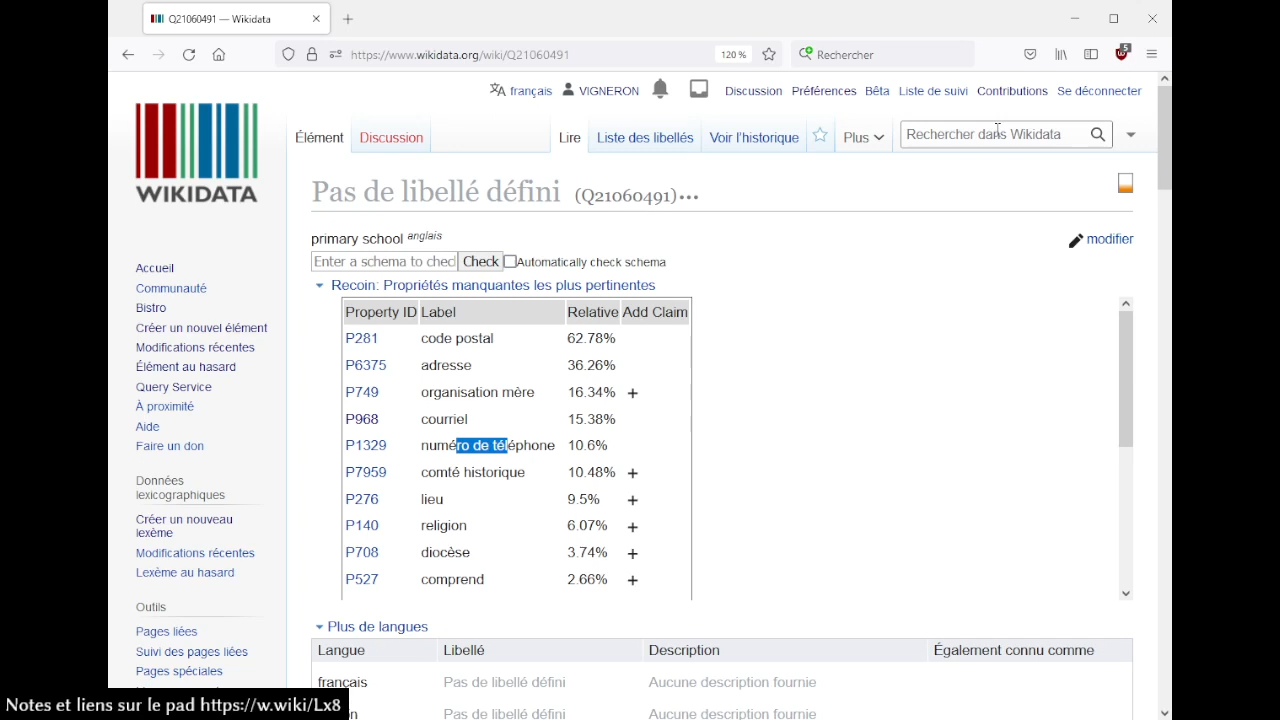 Q21060491 — Wikidata
https://www.wikidata.org/wiki/Q21060491
120 %
Rechercher
5
français
VIGNERON
Discussion
Préférences
Bêta
Liste de suivi
Contributions
Se déconnecter
WIKIDATA
Élément
Discussion
Lire
Liste des libellés
Voir l'historique
Plus
Rechercher dans Wikidata
Pas de libellé défini (Q21060491)
primary school anglais
modifier
Enter a schema to chec
Check
Automatically check schema
Recoin: Propriétés manquantes les plus pertinentes
Property ID Label Relative Add Claim
P281 code postal 62.78%
P6375 adresse 36.26%
P749 organisation mère 16.34% +
P968 courriel 15.38%
P1329 numéro de téléphone 10.6%
P7959 comté historique 10.48% +
P276 lieu 9.5% +
P140 religion 6.07% +
P708 diocèse 3.74% +
P527 comprend 2.66% +
Plus de langues
Langue Libellé Description Également connu comme
français Pas de libellé défini Aucune description fournie
Pas de libellé défini Aucune description fournie
Accueil
Communauté
Bistro
Créer un nouvel élément
Modifications récentes
Élément au hasard
Query Service
À proximité
Aide
Faire un don
Données
lexicographiques
Créer un nouveau
lexème
Modifications récentes
Lexème au hasard
Outils
Pages liées
Suivi des pages liées
Pages spéciales
Notes et liens sur le pad https://w.wiki/Lx8